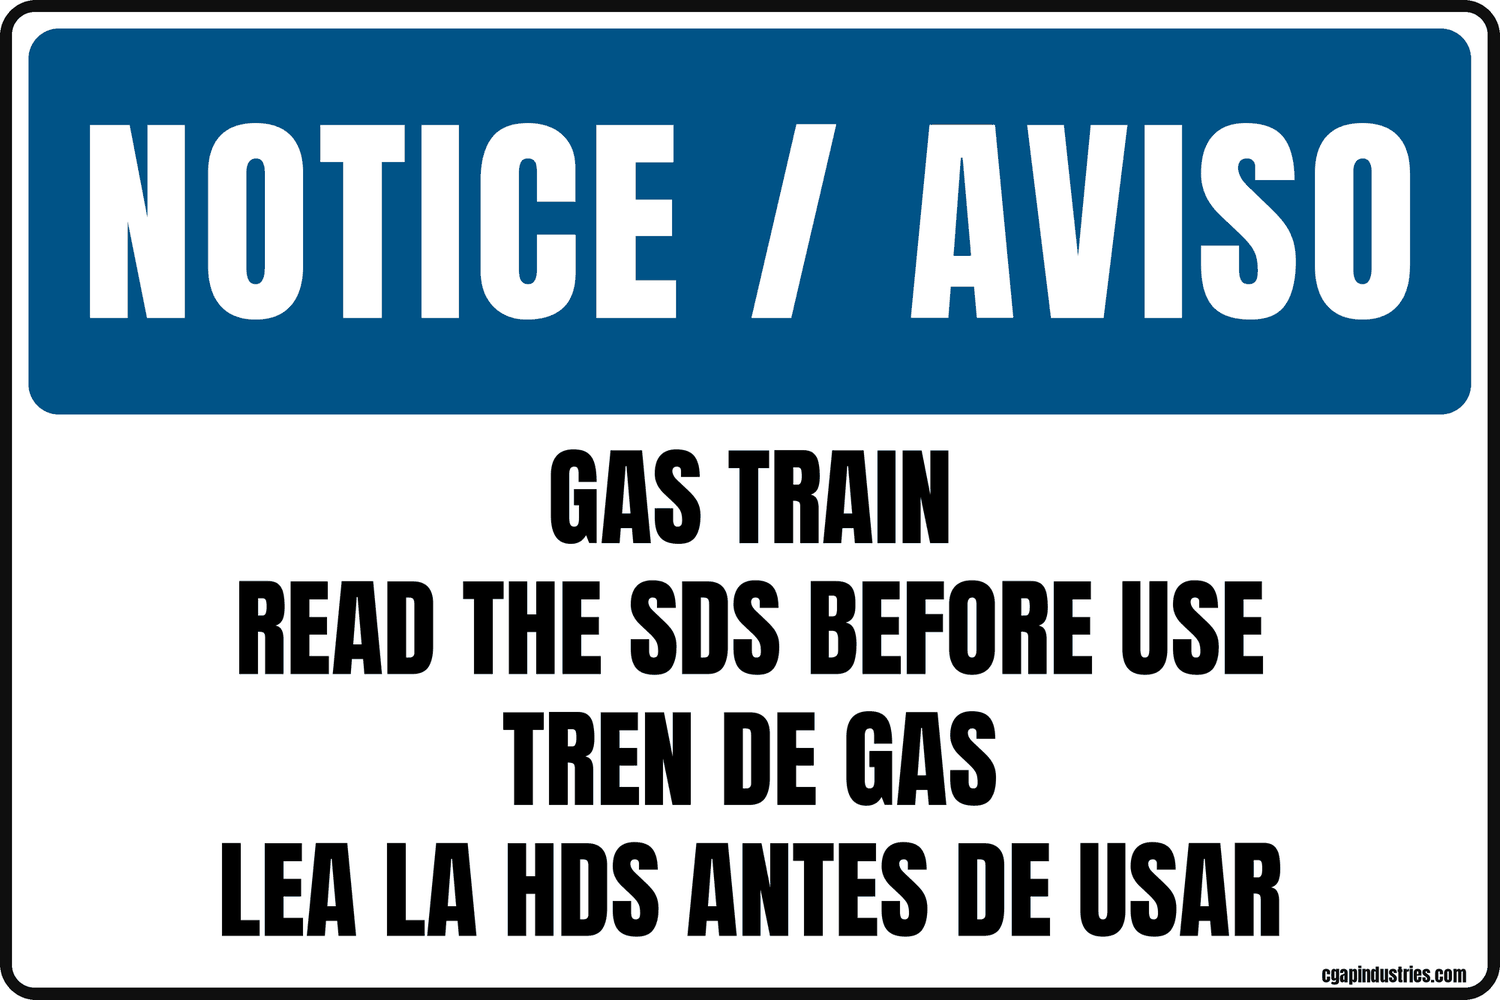 NOTICE / AVISO
GAS TRAIN
READ THE SDS BEFORE USE
TREN DE GAS
LEA LA HDS ANTES DE USAR
cgapindustries.com